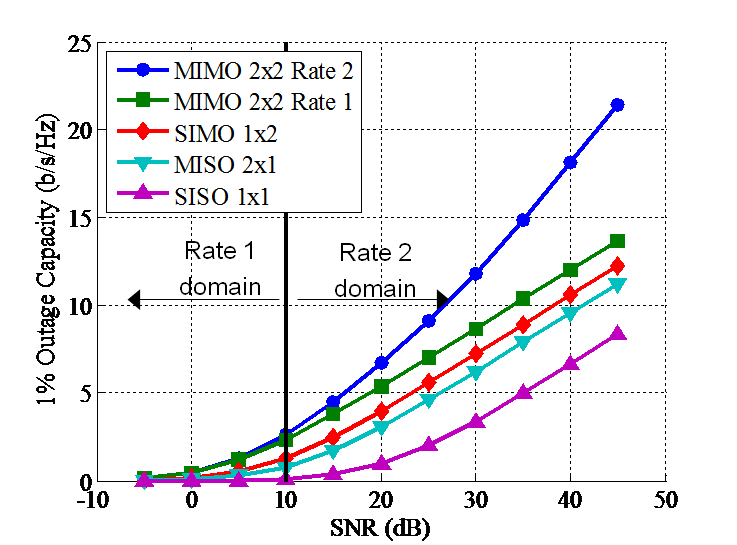 25
20
15
10
5
0
1% Outage Capacity (b/s/Hz)
MIMO 2x2 Rate 2
MIMO 2x2 Rate 1
SIMO 1x2
MISO 2x1
SISO 1x1
Rate 1
domain
Rate 2
domain
-10 0 10 20 30 40 50
SNR (dB)